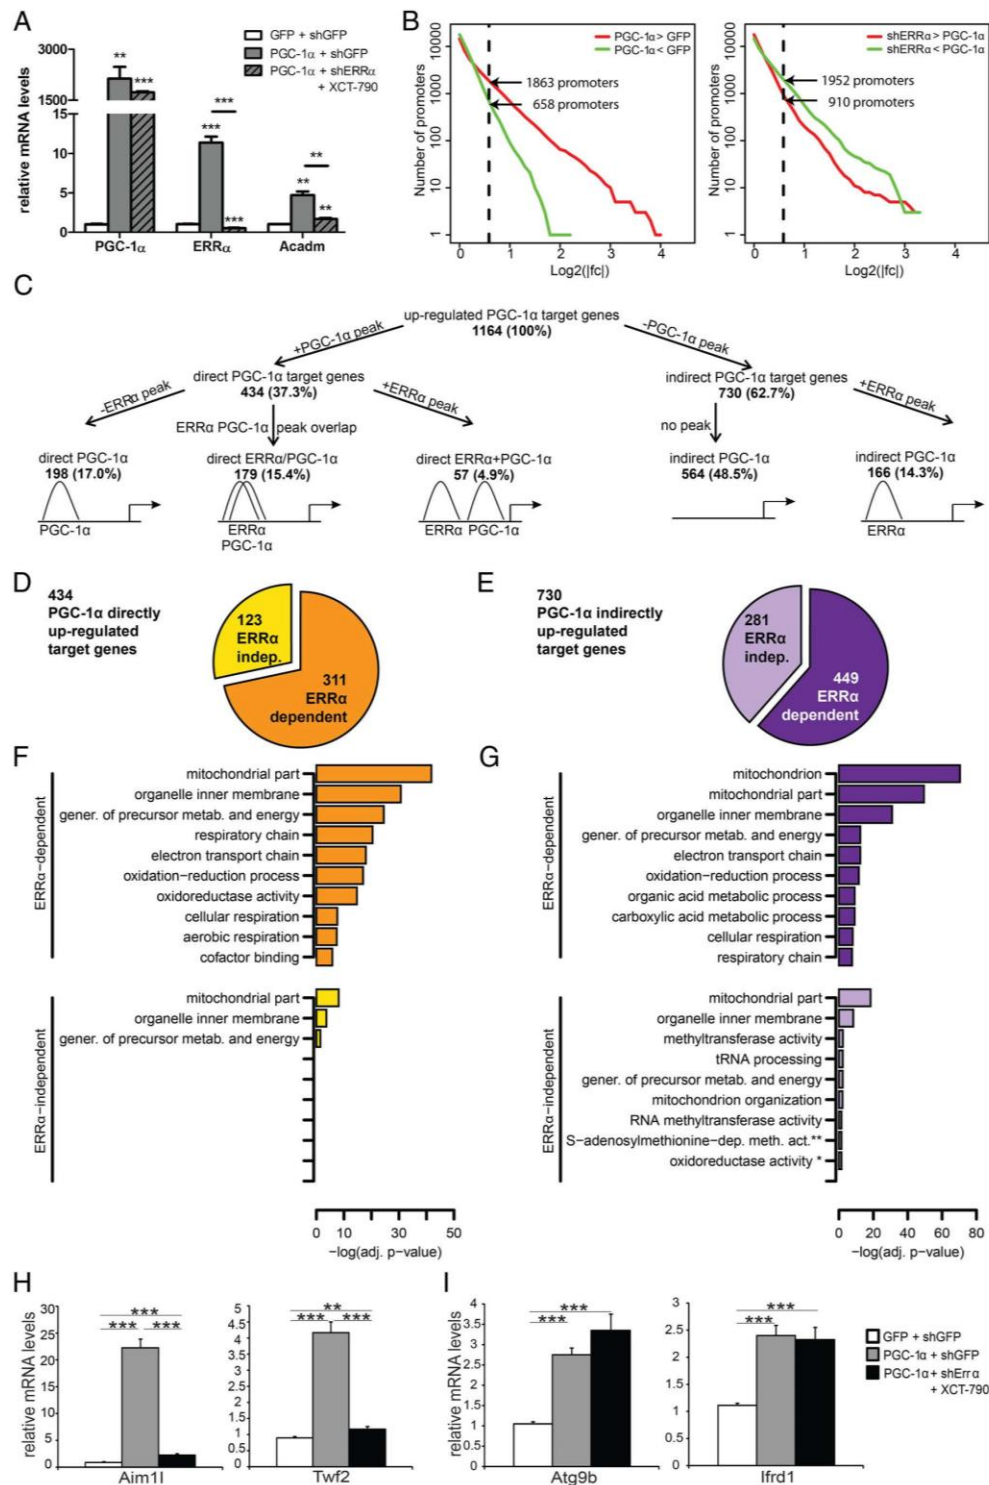 A
GFP + shGFP
PGC-1α + shGFP
PGC-1α + shERRα
+ XCT-790
relative mRNA levels
3000
1500
15
10
5
0
**
***
***
***
***
**
**
**
PGC-1α
ERRα
Acadm
B
Number of promoters
10000
1000
100
10
1
PGC-1α> GFP
PGC-1α< GFP
1863 promoters
658 promoters
0
1
2
3
4
Log2(|fc|)
Number of promoters
10000
1000
100
10
1
shERRα> PGC-1α
shERRα< PGC-1α
1952 promoters
910 promoters
0
1
2
3
4
Log2(|fc|)
C
up-regulated PGC-1α target genes
1164 (100%)
+PGC-1α peak
-PGC-1α peak
direct PGC-1α target genes
434 (37.3%)
indirect PGC-1α target genes
730 (62.7%)
-ERRα peak
ERRα PGC-1α peak overlap
+ERRα peak
no peak
+ERRα peak
direct PGC-1α
198 (17.0%)
PGC-1α
direct ERRα/PGC-1α
179 (15.4%)
ERRα
PGC-1α
direct ERRα+PGC-1α
57 (4.9%)
ERRα PGC-1α
indirect PGC-1α
564 (48.5%)
indirect PGC-1α
166 (14.3%)
ERRα
D
434
PGC-1α directly
up-regulated
target genes
123
ERRα
indep.
311
ERRα
dependent
E
730
PGC-1α indirectly
up-regulated
target genes
281
ERRα
indep.
449
ERRα
dependent
F
ERRα-dependent
mitochondrial part
organelle inner membrane
gener. of precursor metab. and energy
respiratory chain
electron transport chain
oxidation-reduction process
oxidoreductase activity
cellular respiration
aerobic respiration
cofactor binding
ERRα-independent
mitochondrial part
organelle inner membrane
gener. of precursor metab. and energy
0 10 30 50
-log(adj. p-value)
G
ERRα-dependent
mitochondrion
mitochondrial part
organelle inner membrane
gener. of precursor metab. and energy
electron transport chain
oxidation-reduction process
organic acid metabolic process
carboxylic acid metabolic process
cellular respiration
respiratory chain
ERRα-independent
mitochondrial part
organelle inner membrane
methyltransferase activity
tRNA processing
gener. of precursor metab. and energy
mitochondrion organization
RNA methyltransferase activity
S-adenosylmethionine-dep. meth. act.**
oxidoreductase activity *
0 20 40 60 80
-log(adj. p-value)
H
relative mRNA levels
30
25
20
15
10
5
0
***
*** ***
Aim1l
5
4.5
4
3.5
3
2.5
2
1.5
1
0.5
0
**
*** ***
Twf2
I
relative mRNA levels
4.5
4
3.5
3
2.5
2
1.5
1
0.5
0
***
***
Atg9b
2.5
2
1.5
1
0.5
0
***
***
Ifrd1
GFP + shGFP
PGC-1α + shGFP
PGC-1α + shErrα
+ XCT-790